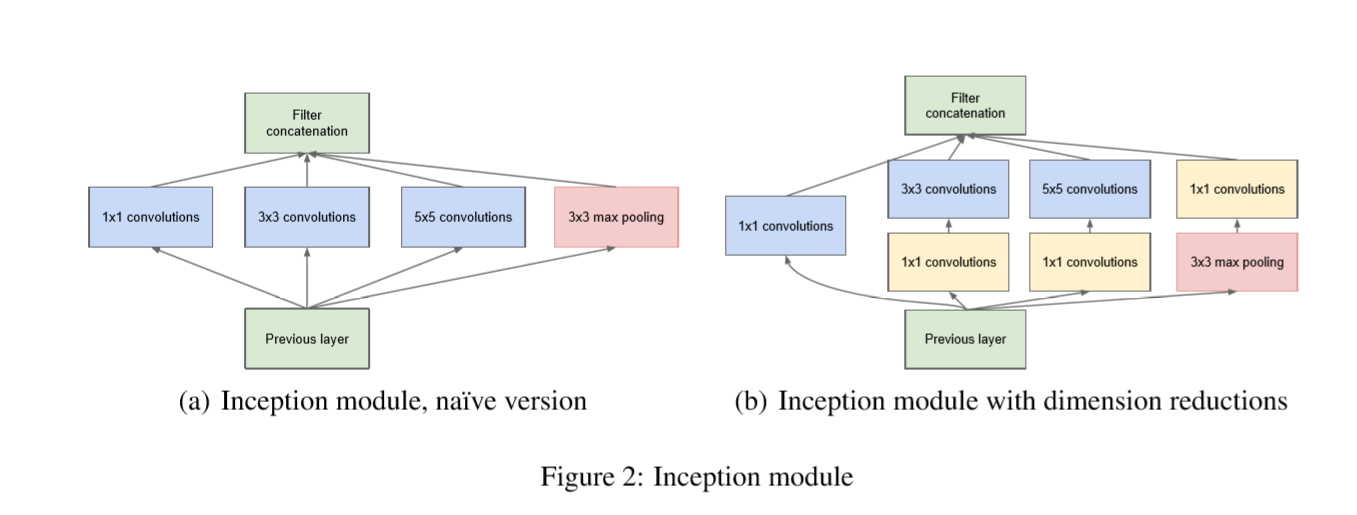 Filter
concatenation
1x1 convolutions
3x3 convolutions
5x5 convolutions
3x3 max pooling
Previous layer
(a) Inception module, naïve version
Filter
concatenation
3x3 convolutions
5x5 convolutions
1x1 convolutions
1x1 convolutions
1x1 convolutions
1x1 convolutions
3x3 max pooling
Previous layer
(b) Inception module with dimension reductions
Figure 2: Inception module